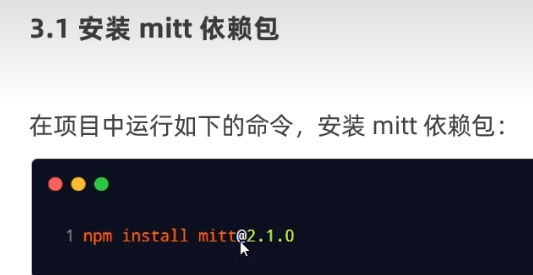 3.1 安装 mitt 依赖包
在项目中运行如下的命令，安装 mitt 依赖包：
1 npm install mitt@2.1.0